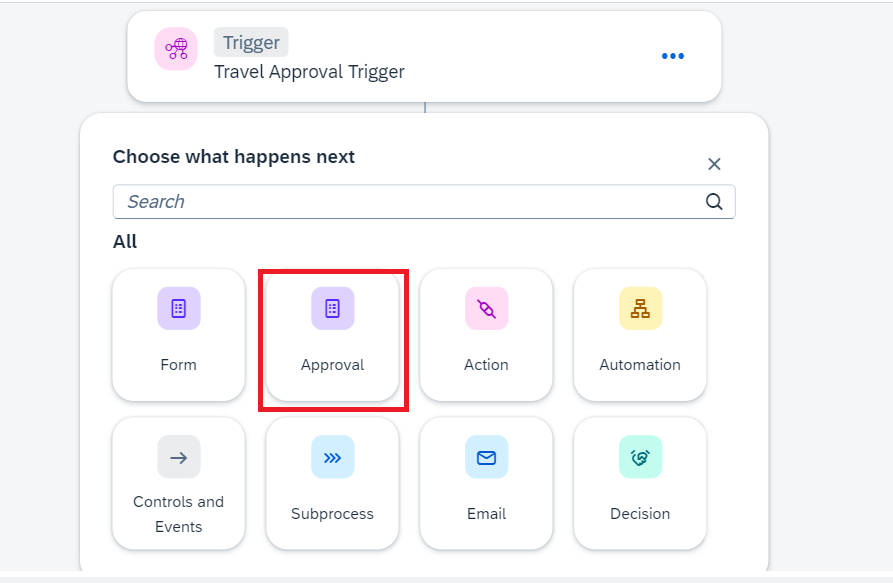 Trigger
Travel Approval Trigger
Choose what happens next
Search
All
Form
Approval
Action
Automation
Controls and
Events
Subprocess
Email
Decision